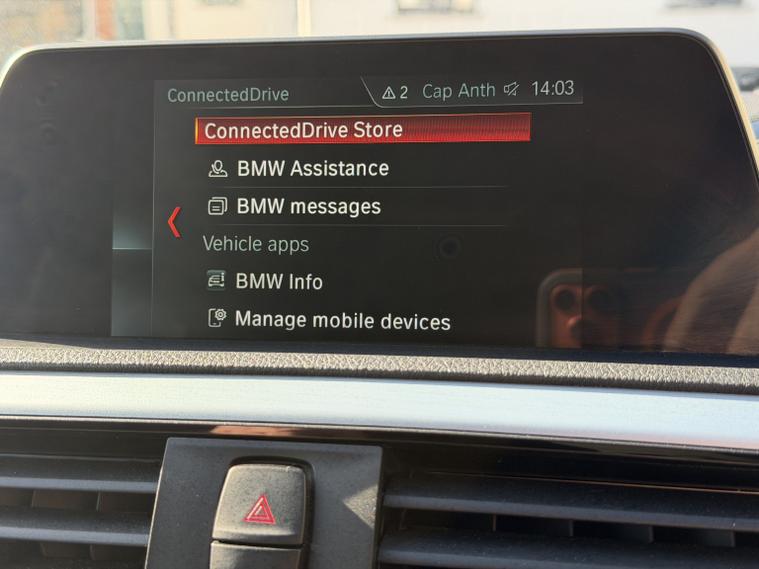 ConnectedDrive 2 Cap Anth 14:03
ConnectedDrive Store
BMW Assistance
BMW messages
Vehicle apps
BMW Info
Manage mobile devices